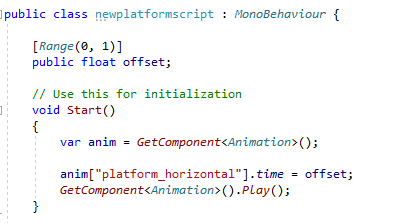 public class newplatformscript : MonoBehaviour {
[Range(0, 1)]
public float offset;
// Use this for initialization
void Start()
{
var anim = GetComponent<Animation>();
anim["platform_horizontal"].time = offset;
GetComponent<Animation>().Play();
}